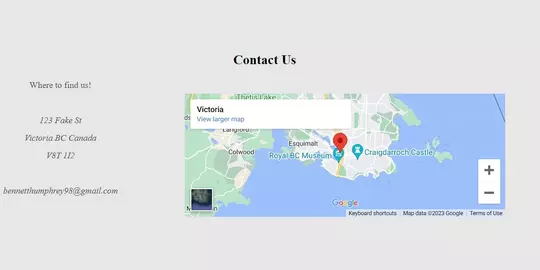 Contact Us
Where to find us!
123 Fake St
Victoria BC Canada
V8T 1J2
bennetthumphrey98@gmail.com
Victoria
View larger map
Thetis Lake
Langford
Colwood
Esquimalt
Royal BC Museum
Craigdarroch Castle
+
−
Google
Keyboard shortcuts
Map data ©2023 Google
Terms of Use